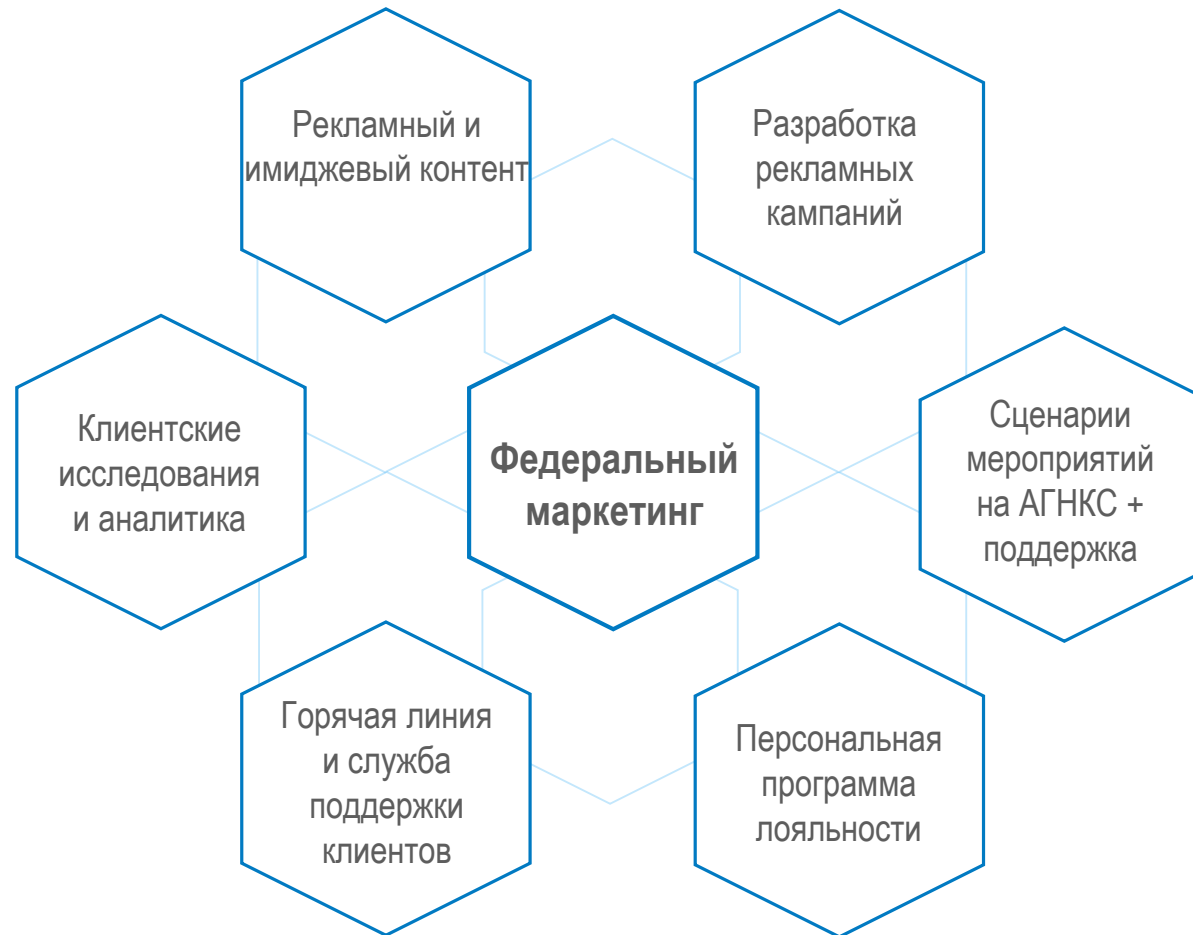 Рекламный и
имиджевый контент
Разработка
рекламных
кампаний
Клиентские
исследования
и аналитика
Федеральный
маркетинг
Сценарии
мероприятий
на АГНКС +
поддержка
Горячая линия
и служба
поддержки
клиентов
Персональная
программа
лояльности